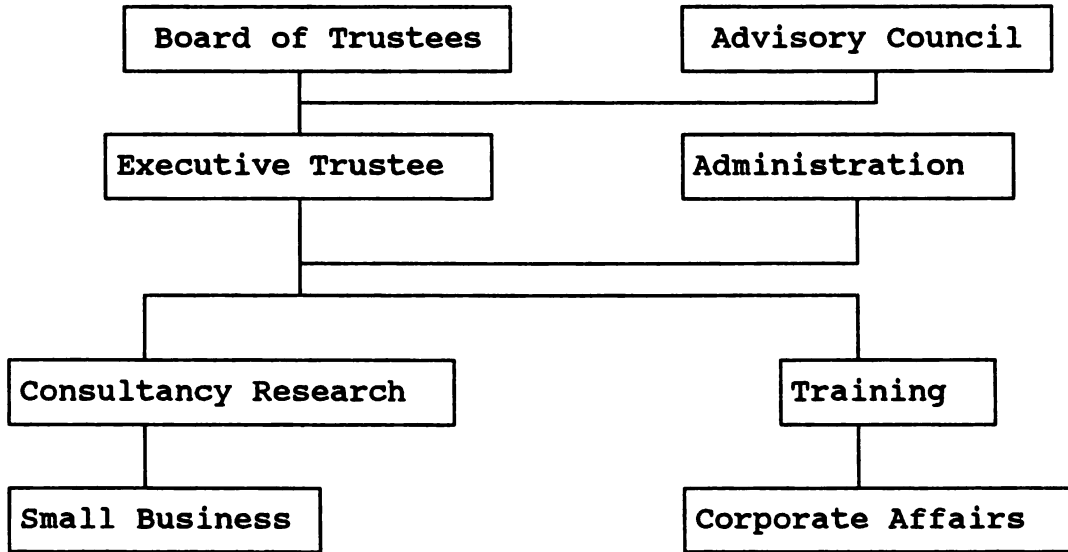 Board of Trustees
Advisory Council
Executive Trustee
Administration
Consultancy Research
Training
Small Business
Corporate Affairs